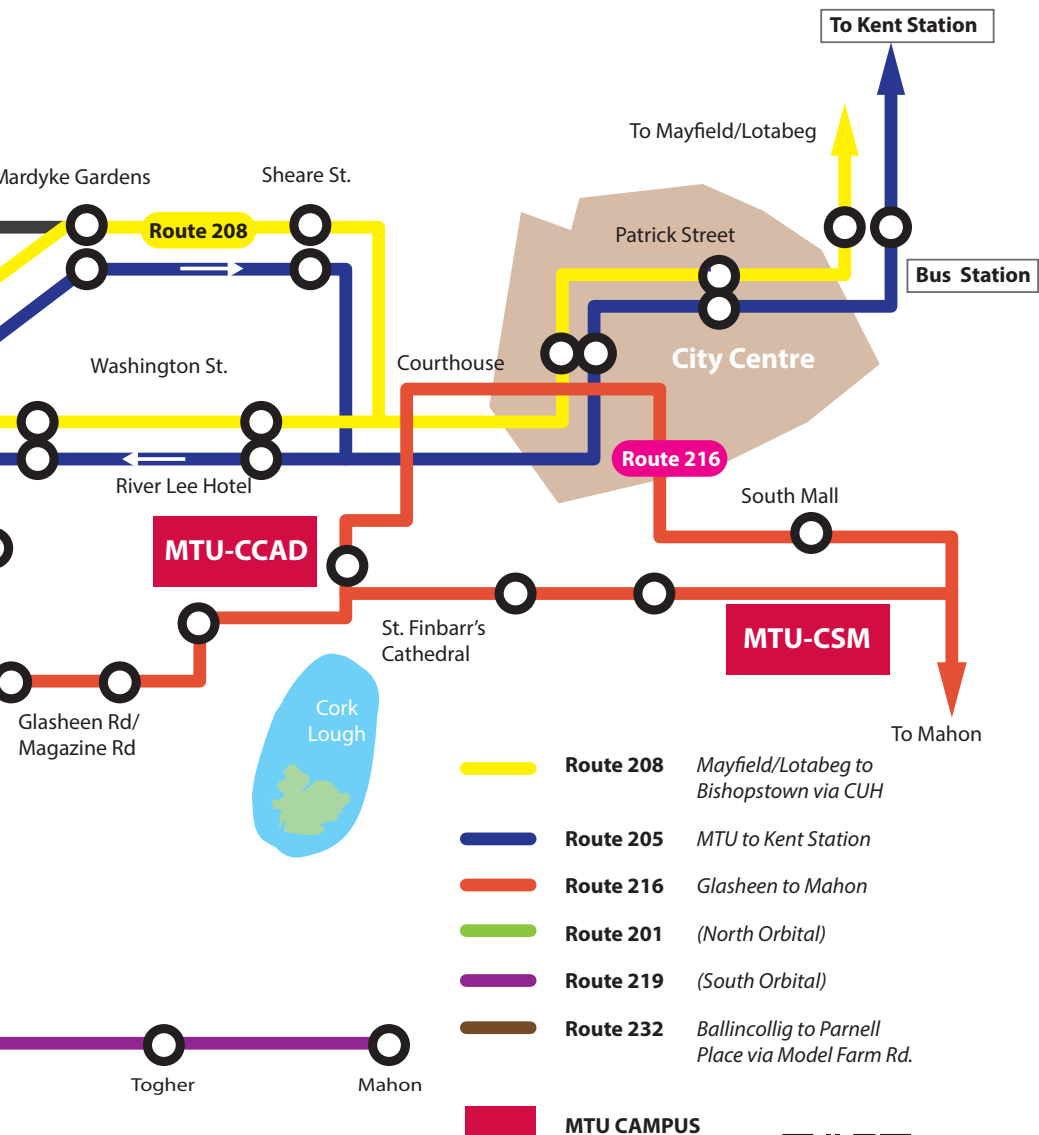 To Kent Station
To Mayfield/Lotabeg
Mardyke Gardens
Sheare St.
Route 208
Patrick Street
Bus Station
Washington St.
Courthouse
City Centre
Route 216
River Lee Hotel
South Mall
MTU-CCAD
St. Finbarr's
Cathedral
MTU-CSM
Glasheen Rd/
Magazine Rd
Cork
Lough
To Mahon
Route 208 Mayfield/Lotabeg to
Bishopstown via CUH
Route 205 MTU to Kent Station
Route 216 Glasheen to Mahon
Route 201 (North Orbital)
Route 219 (South Orbital)
Route 232 Ballincollig to Parnell
Place via Model Farm Rd.
Togher
Mahon
MTU CAMPUS